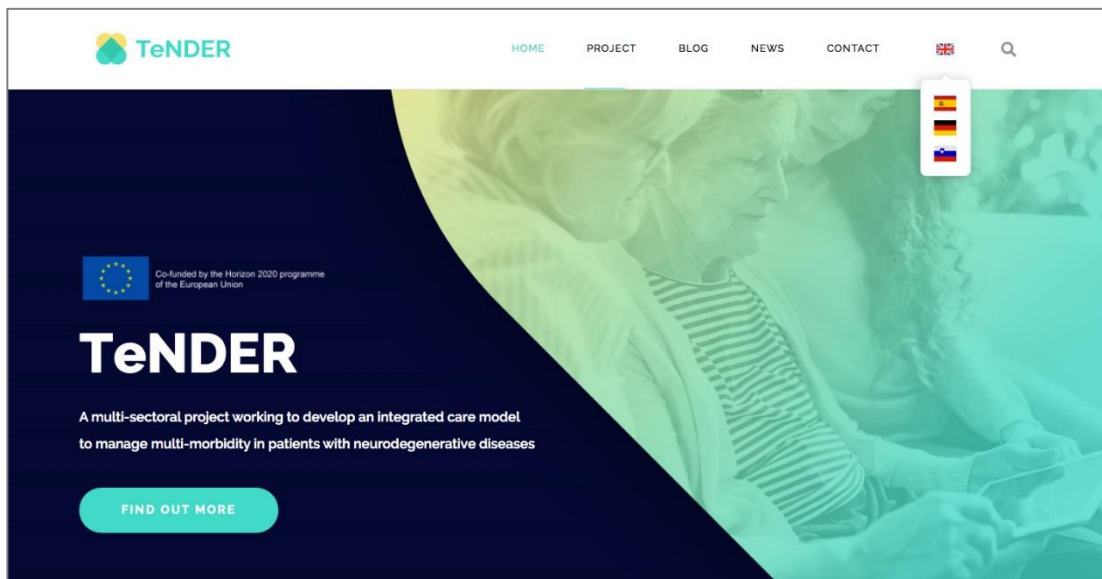 TeNDER
HOME PROJECT BLOG NEWS CONTACT
Co-funded by the Horizon 2020 programme
of the European Union
TeNDER
A multi-sectoral project working to develop an integrated care model
to manage multi-morbidity in patients with neurodegenerative diseases
FIND OUT MORE